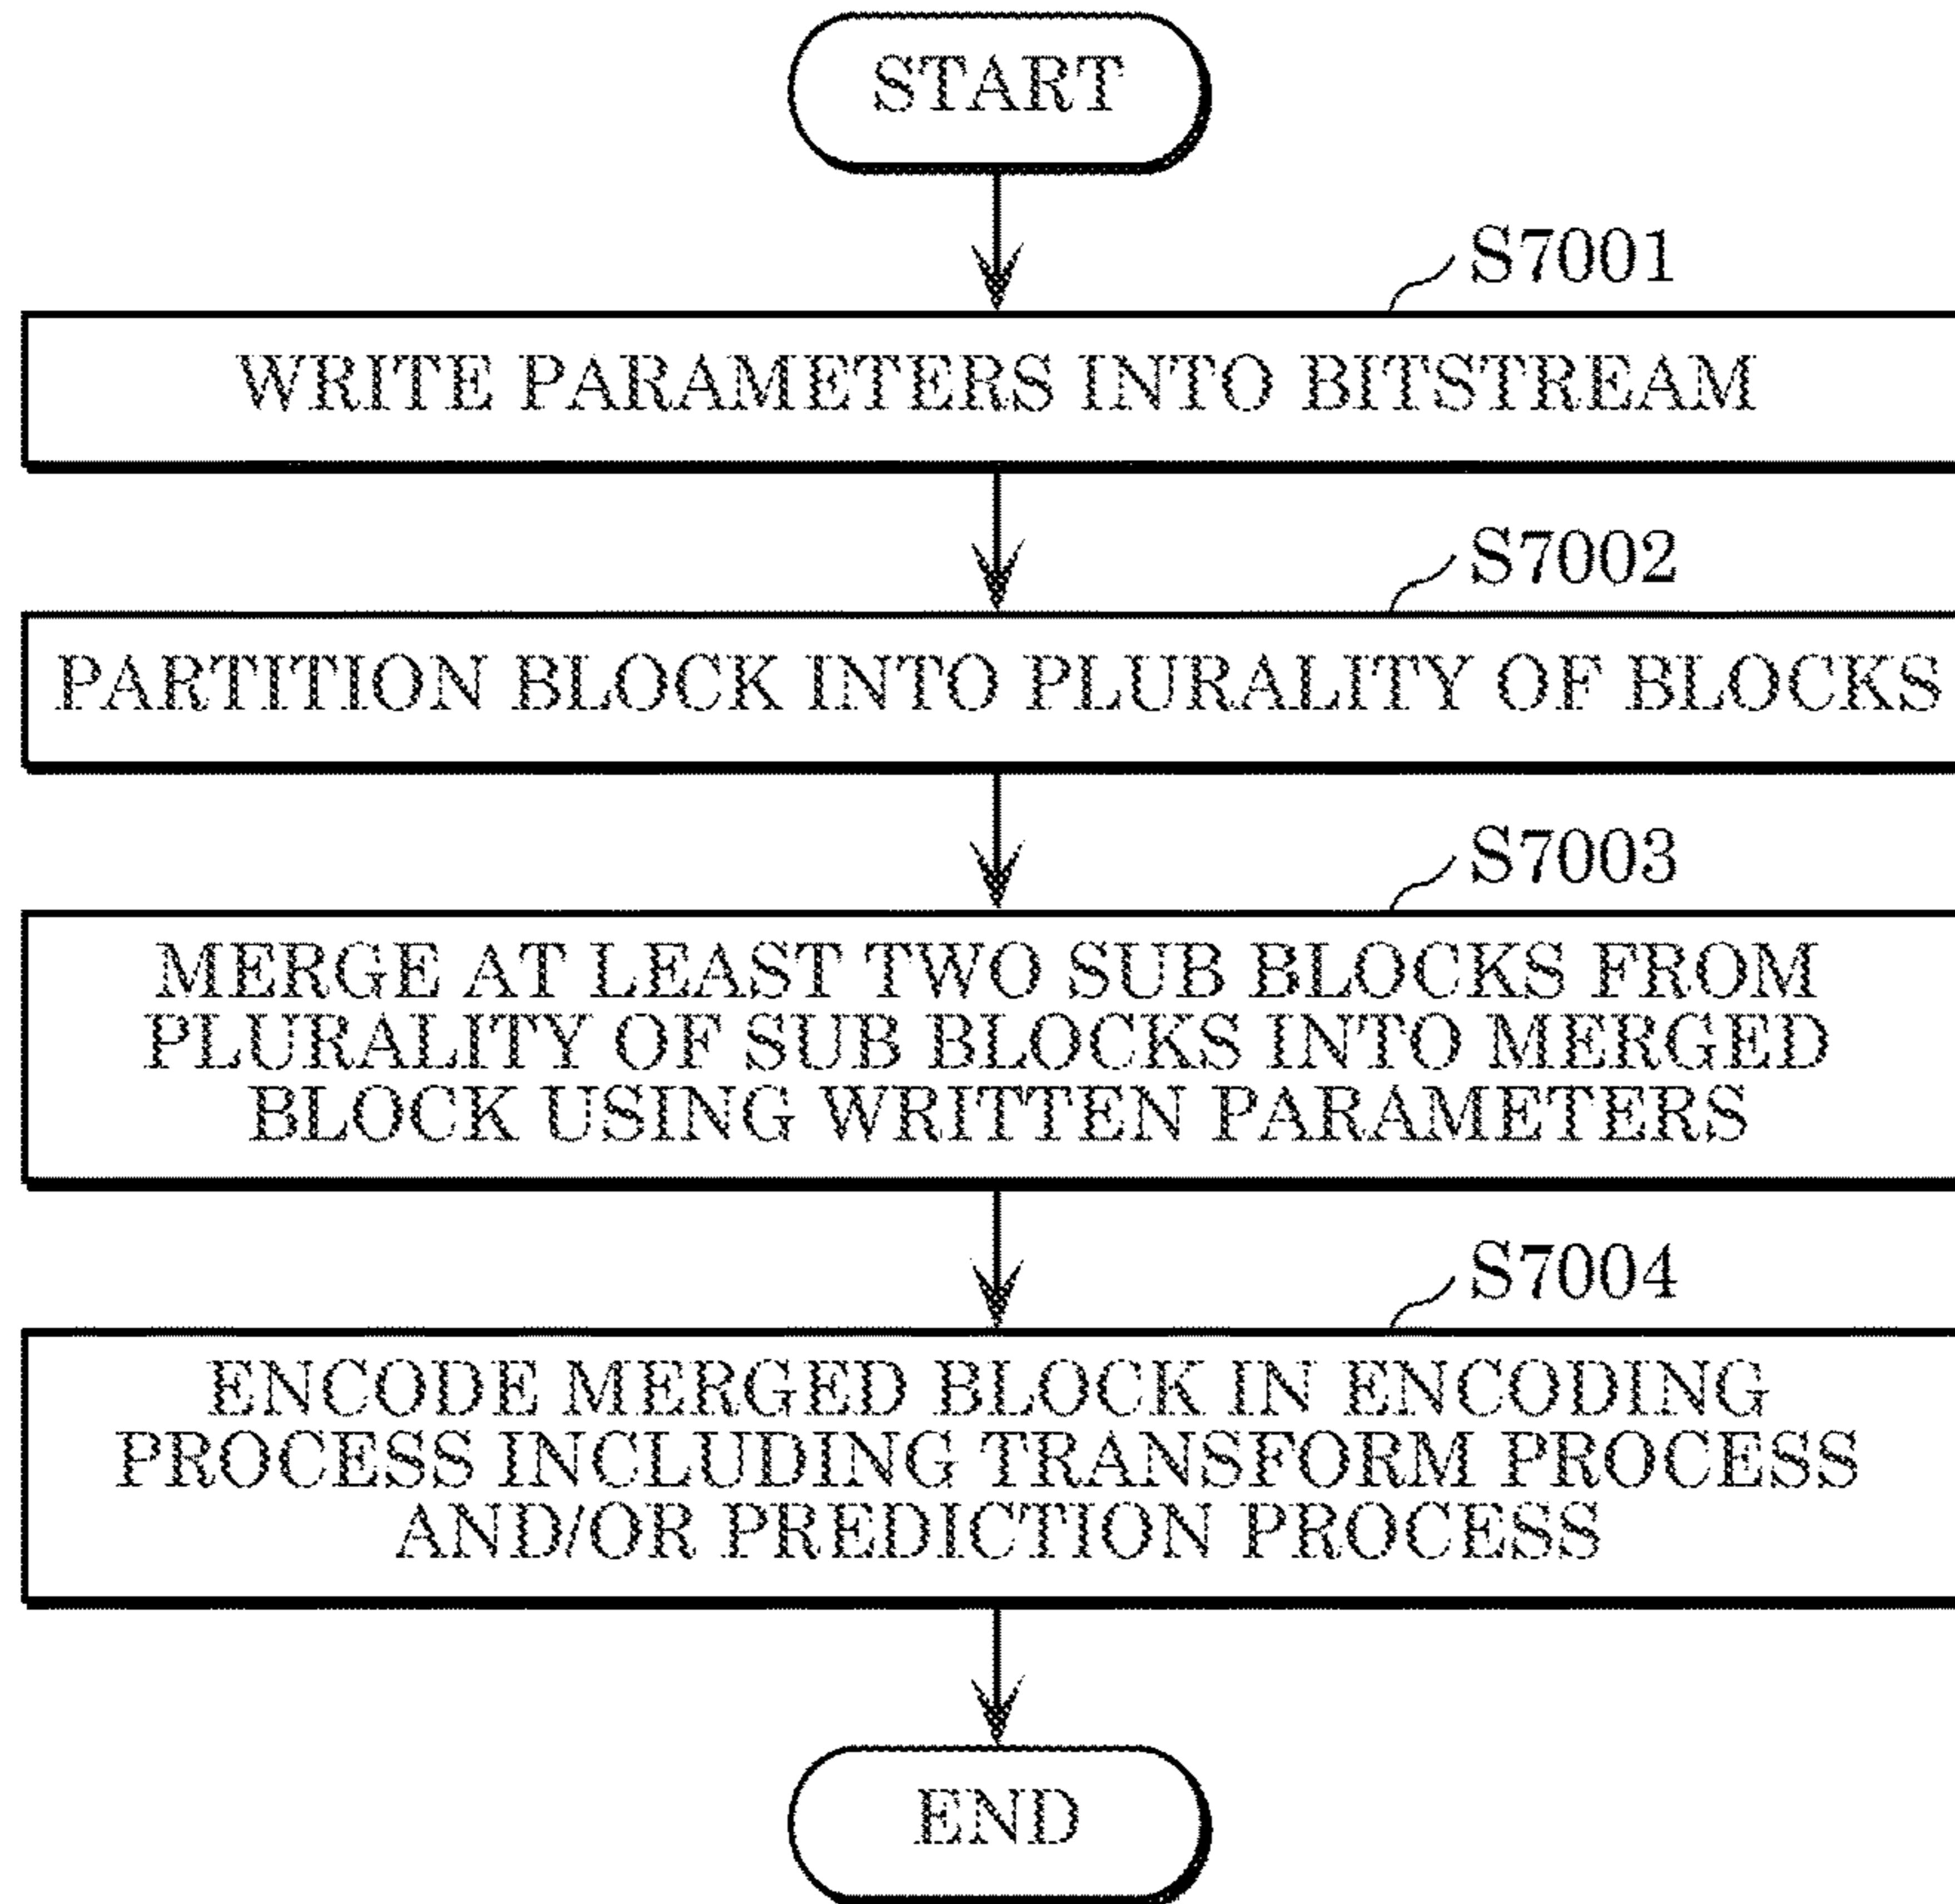 START
S7001
WRITE PARAMETERS INTO BITSTREAM
S7002
PARTITION BLOCK INTO PLURALITY OF BLOCKS
S7003
MERGE AT LEAST TWO SUB BLOCKS FROM
PLURALITY OF SUB BLOCKS INTO MERGED
BLOCK USING WRITTEN PARAMETERS
S7004
ENCODE MERGED BLOCK IN ENCODING
PROCESS INCLUDING TRANSFORM PROCESS
AND/OR PREDICTION PROCESS
END